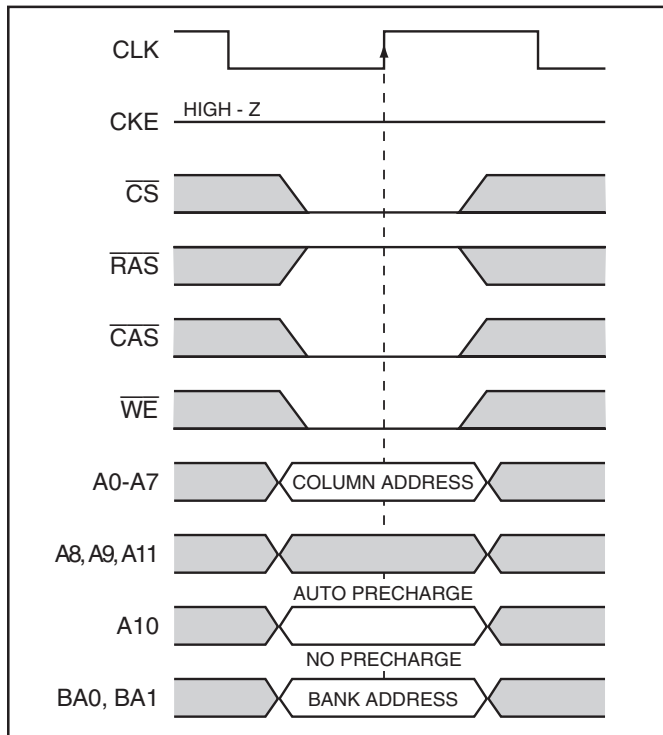 CLK
CKE HIGH - Z
CS
RAS
CAS
WE
A0-A7 COLUMN ADDRESS
A8, A9, A11
AUTO PRECHARGE
A10
NO PRECHARGE
BA0, BA1 BANK ADDRESS